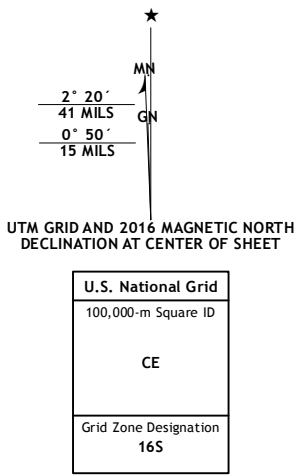 ★
MN
2° 20´
41 MILS
GN
0° 50´
15 MILS
UTM GRID AND 2016 MAGNETIC NORTH
DECLINATION AT CENTER OF SHEET
U.S. National Grid
100,000-m Square ID
CE
Grid Zone Designation
16S